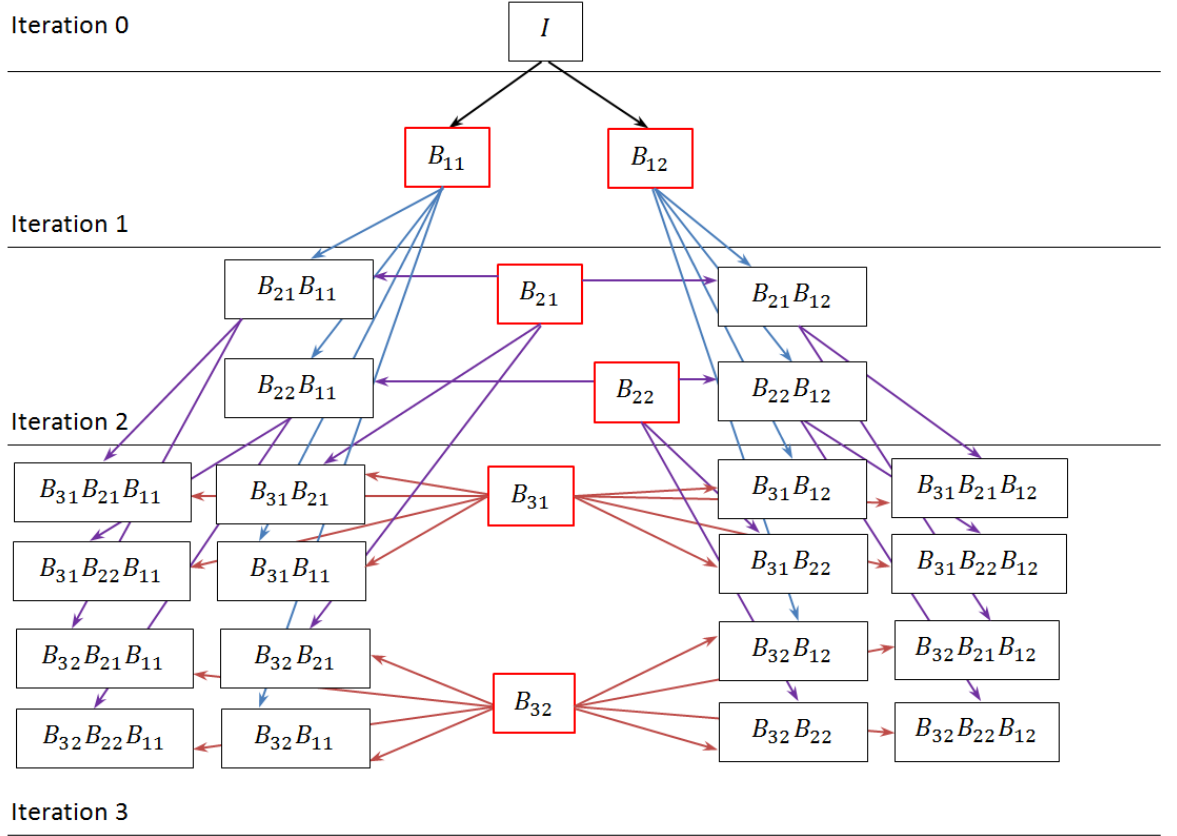 Iteration 0
I
B₁₁ B₁₂
Iteration 1
B₂₁B₁₁ B₂₁ B₂₁B₁₂
B₂₂B₁₁ B₂₂ B₂₂B₁₂
Iteration 2
B₃₁B₂₁B₁₁ B₃₁B₂₁ B₃₁ B₃₁B₁₂ B₃₁B₂₁B₁₂
B₃₁B₂₂B₁₁ B₃₁B₁₁ B₃₁B₂₂ B₃₁B₂₂B₁₂
B₃₂B₂₁B₁₁ B₃₂B₂₁ B₃₂B₁₂ B₃₂B₂₁B₁₂
B₃₂
B₃₂B₂₂B₁₁ B₃₂B₁₁ B₃₂B₂₂ B₃₂B₂₂B₁₂
Iteration 3